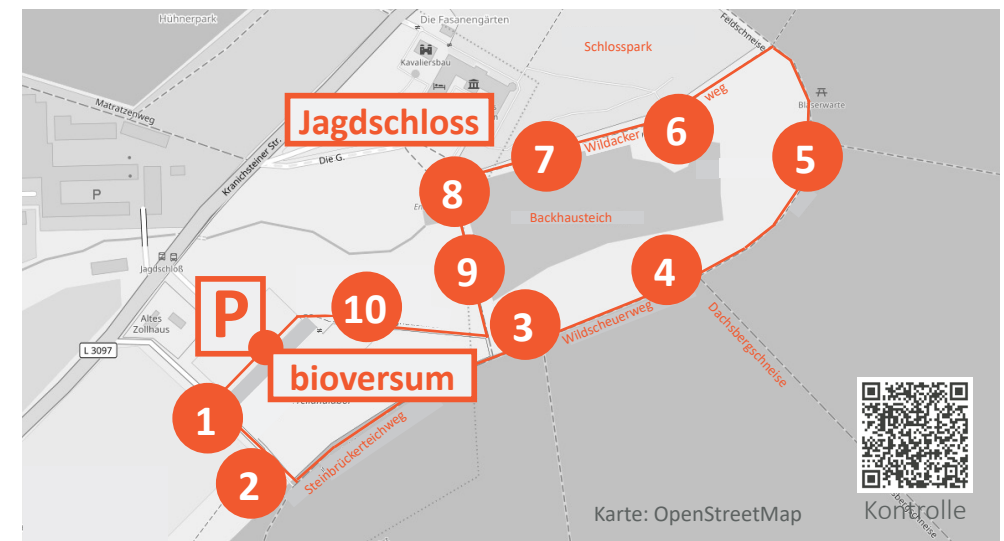 Hühnerpark
Die Fasanengärten
Feldschneise
Kavaliersbau
Schlosspark
Matratzenweg
Jagdschloss
Kranichsteiner Str.
Die G.
Wildacker
weg
6
7
5
8
P
Backhausteich
9
4
Jagdschloß
Altes
Zollhaus
P
10
3
Wildscheuerweg
Dachsbergschneise
L 3097
bioversum
1
2
Steinbrückerteichweg
Karte: OpenStreetMap
Kontrolle